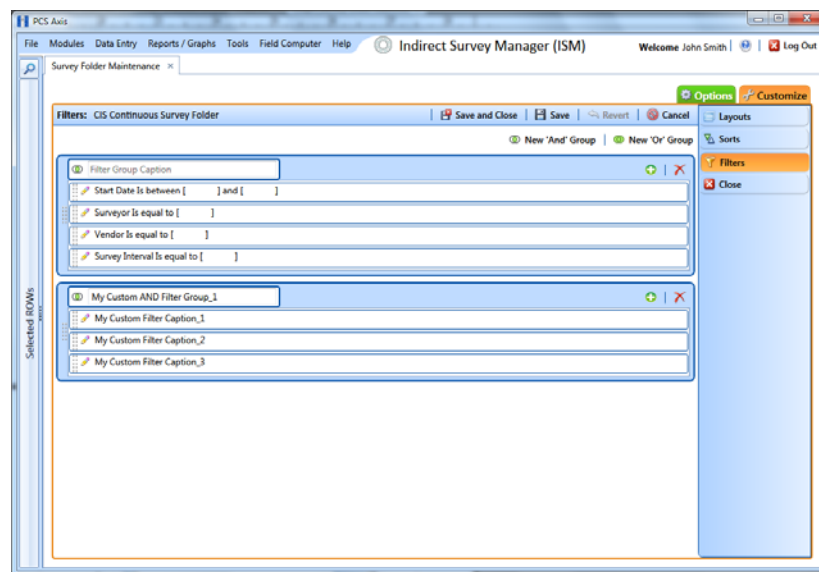 PCS Axis
File Modules Data Entry Reports / Graphs Tools Field Computer Help Indirect Survey Manager (ISM) Welcome John Smith | | Log Out
Survey Folder Maintenance ×
Options Customize
Filters: CIS Continuous Survey Folder | Save and Close | Save | Revert | Cancel
Layouts
New 'And' Group | New 'Or' Group
Sorts
Filter Group Caption
Filters
Start Date Is between [ ] and [ ]
Close
Surveyor Is equal to [ ]
Vendor Is equal to [ ]
Survey Interval Is equal to [ ]
My Custom AND Filter Group_1
My Custom Filter Caption_1
My Custom Filter Caption_2
My Custom Filter Caption_3
Selected ROWs